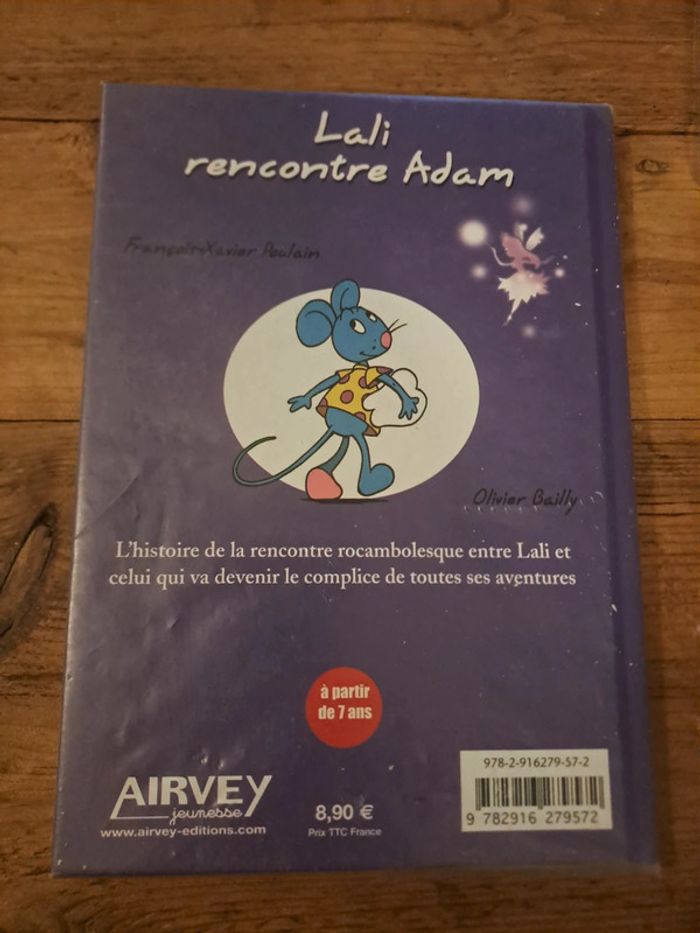 Lali
rencontre Adam
François-Xavier Poulain
Olivier Bailly
L'histoire de la rencontre rocambolesque entre Lali et
celui qui va devenir le complice de toutes ses aventures
à partir
de 7 ans
AIRVEY
jeunesse
www.airvey-editions.com
8,90 €
Prix TTC France
978-2-916279-57-2
9 782916 279572